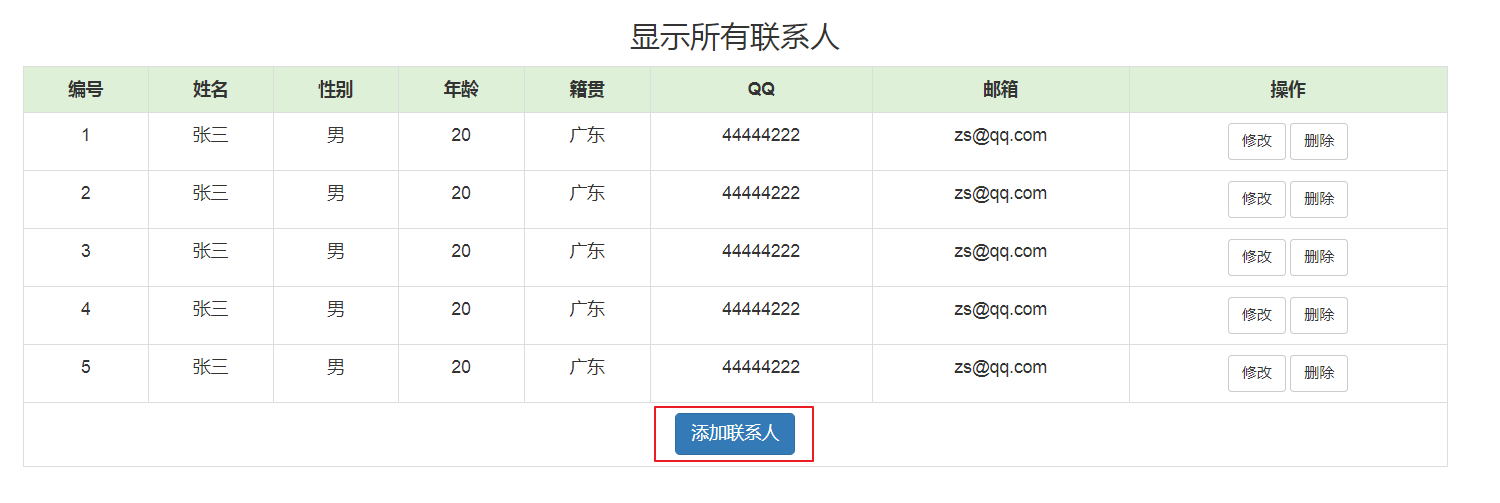 显示所有联系人
编号 姓名 性别 年龄 籍贯 QQ 邮箱 操作
1 张三 男 20 广东 44444222 zs@qq.com 修改 删除
2 张三 男 20 广东 44444222 zs@qq.com 修改 删除
3 张三 男 20 广东 44444222 zs@qq.com 修改 删除
4 张三 男 20 广东 44444222 zs@qq.com 修改 删除
5 张三 男 20 广东 44444222 zs@qq.com 修改 删除
添加联系人